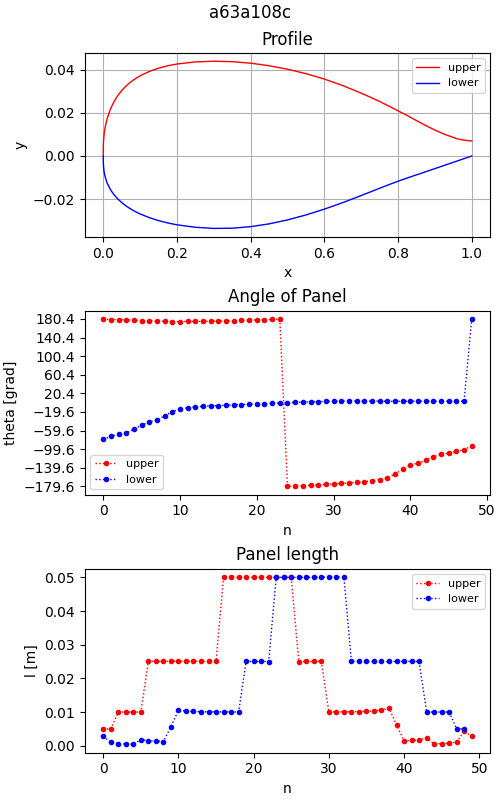 a63a108c
Profile
0.04
0.02
0.00
−0.02
y
upper
lower
0.0 0.2 0.4 0.6 0.8 1.0
x
Angle of Panel
180.4
140.4
100.4
60.4
20.4
−19.6
−59.6
−99.6
−139.6
−179.6
theta [grad]
upper
lower
0 10 20 30 40 50
n
Panel length
0.05
0.04
0.03
0.02
0.01
0.00
l [m]
upper
lower
0 10 20 30 40 50
n